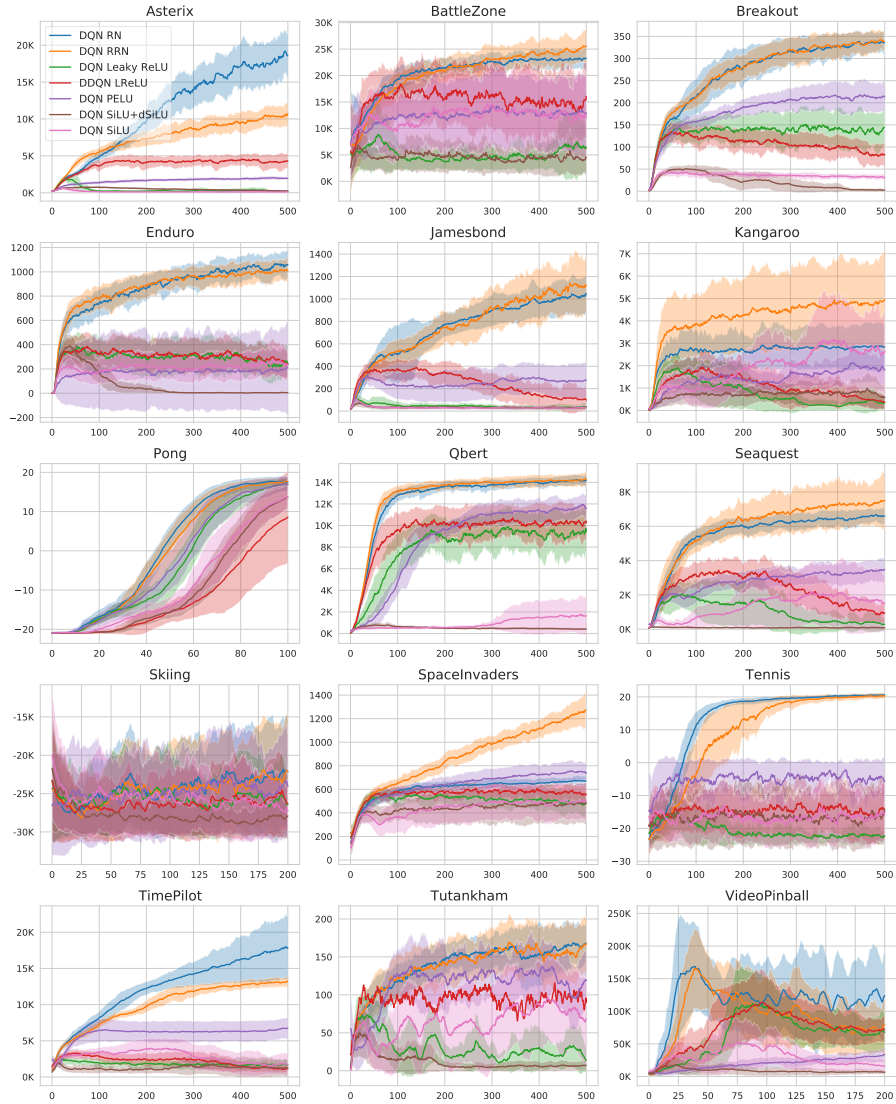 Asterix
20K
15K
10K
5K
0K
0 100 200 300 400 500
DQN RN
DQN RRN
DQN Leaky ReLU
DDQN LReLU
DQN PELU
DQN SiLU+dSiLU
DQN SiLU
BattleZone
30K
25K
20K
15K
10K
5K
0K
0 100 200 300 400 500
Breakout
350
300
250
200
150
100
50
0
0 100 200 300 400 500
Enduro
1200
1000
800
600
400
200
0
−200
0 100 200 300 400 500
Jamesbond
1400
1200
1000
800
600
400
200
0
0 100 200 300 400 500
Kangaroo
7K
6K
5K
4K
3K
2K
1K
0K
0 100 200 300 400 500
Pong
20
10
0
−10
−20
0 20 40 60 80 100
Qbert
14K
12K
10K
8K
6K
4K
2K
0K
0 100 200 300 400 500
Seaquest
8K
6K
4K
2K
0K
0 100 200 300 400 500
Skiing
-15K
-20K
-25K
-30K
0 25 50 75 100 125 150 175 200
SpaceInvaders
1400
1200
1000
800
600
400
200
0
0 100 200 300 400 500
Tennis
20
10
0
−10
−20
−30
0 100 200 300 400 500
TimePilot
20K
15K
10K
5K
0K
0 100 200 300 400 500
Tutankham
200
150
100
50
0
0 100 200 300 400 500
VideoPinball
250K
200K
150K
100K
50K
0K
0 25 50 75 100 125 150 175 200